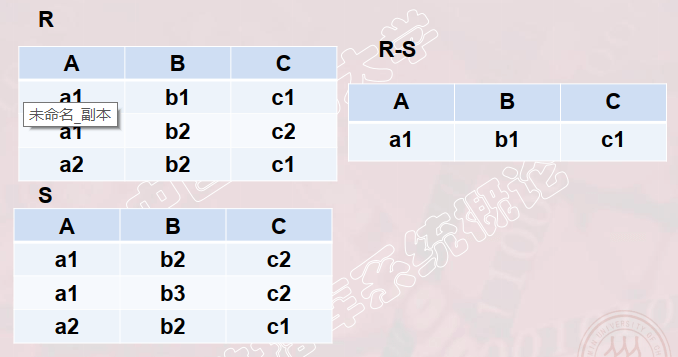 R
A B C
a1 b1 c1
未命名_副本
a1 b2 c2
a2 b2 c1
S
A B C
a1 b2 c2
a1 b3 c2
a2 b2 c1
R-S
A B C
a1 b1 c1